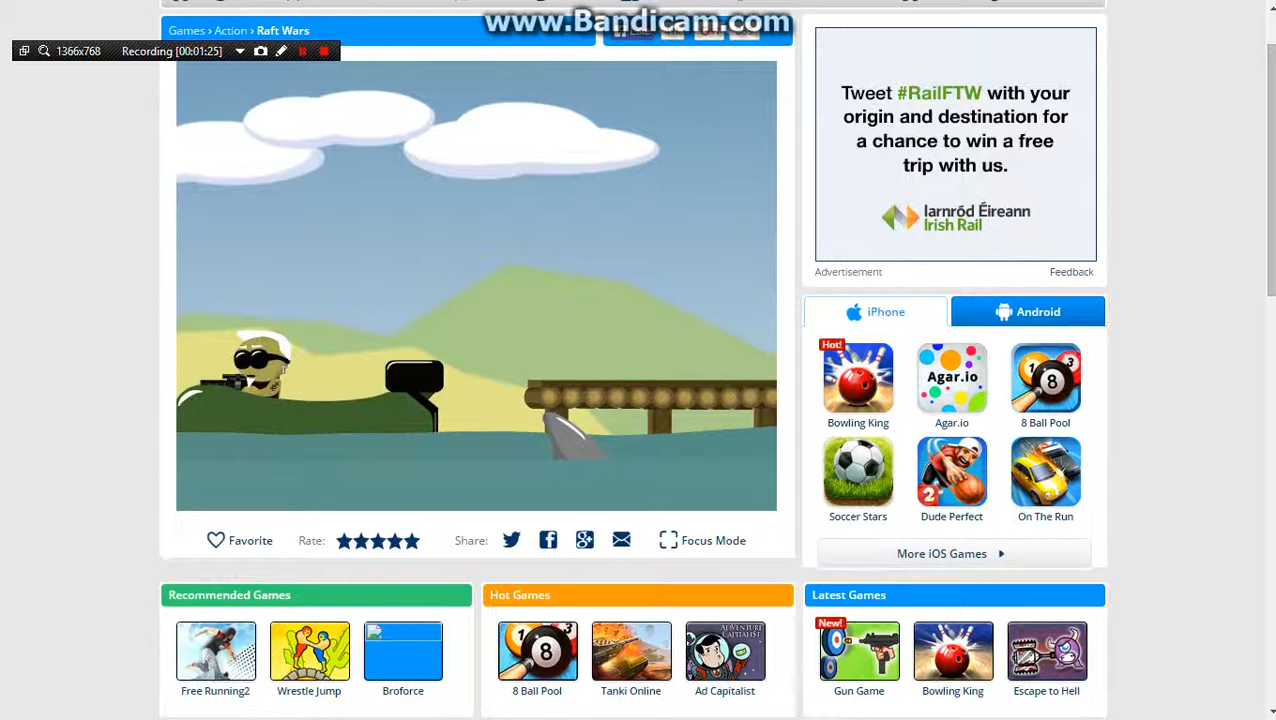 www.Bandicam.com
Games › Action › Raft Wars
1366x768 Recording [00:01:25]
Tweet #RailFTW with your
origin and destination for
a chance to win a free
trip with us.
Iarnród Éireann
Irish Rail
Advertisement Feedback
iPhone Android
Hot!
Agar.io
8
Bowling King Agar.io 8 Ball Pool
2
Soccer Stars Dude Perfect On The Run
Favorite Rate: Share: Focus Mode
More iOS Games
Recommended Games Hot Games Latest Games
New!
8
ADVENTURE
CAPITALIST
Free Running2 Wrestle Jump Broforce 8 Ball Pool Tanki Online Ad Capitalist Gun Game Bowling King Escape to Hell